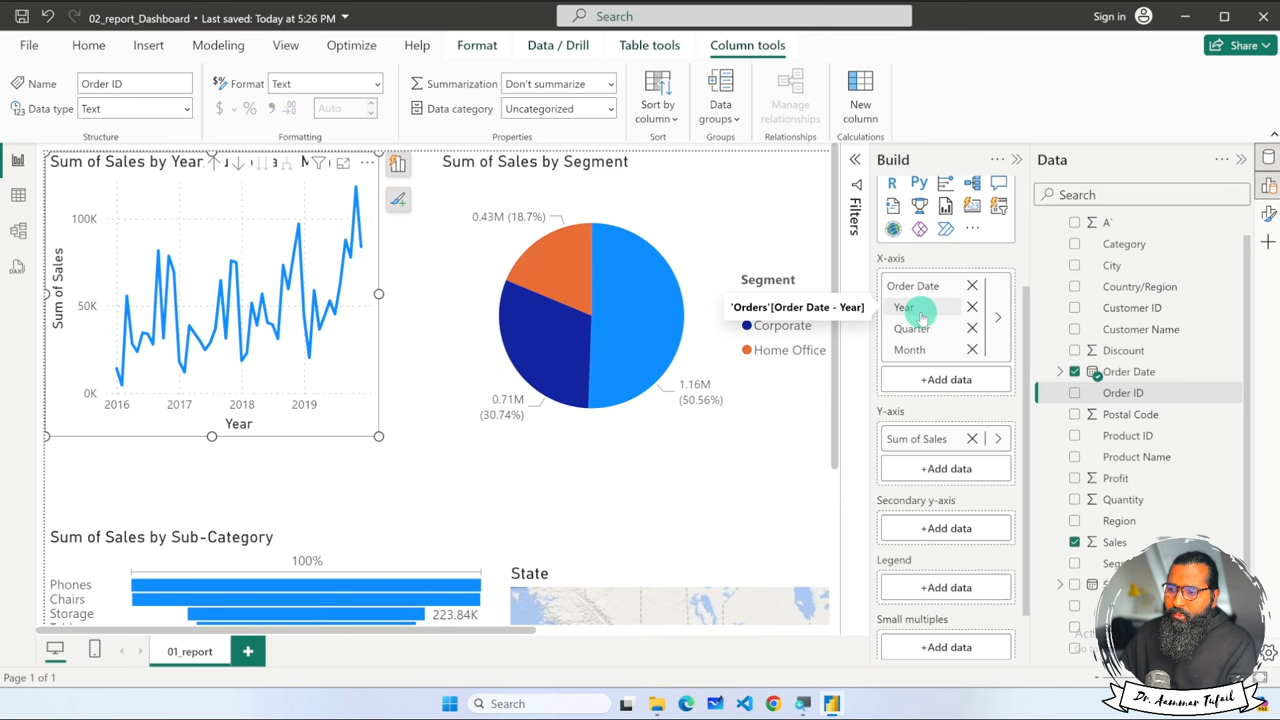 02_report_Dashboard • Last saved: Today at 5:26 PM
Search
Sign in
File Home Insert Modeling View Optimize Help Format Data / Drill Table tools Column tools
Share
Name Order ID
Format Text
Summarization Don't summarize
Data type Text
$ % Auto
Data category Uncategorized
Sort by column
Data groups
Manage relationships
New column
Structure
Formatting
Properties
Sort
Groups
Relationships
Calculations
Sum of Sales by Year
100K
50K
0K
Sum of Sales
2016 2017 2018 2019
Year
Sum of Sales by Segment
0.43M (18.7%)
0.71M
(30.74%)
1.16M
(50.56%)
Segment
Corporate
Home Office
'Orders'[Order Date - Year]
Sum of Sales by Sub-Category
100%
Phones
Chairs
Storage
223.84K
State
Filters
Build
R Py
X-axis
Order Date
Year
Quarter
Month
+Add data
Y-axis
Sum of Sales
+Add data
Secondary y-axis
+Add data
Legend
+Add data
Small multiples
+Add data
Data
Search
A`
Category
City
Country/Region
Customer ID
Customer Name
Discount
Order Date
Order ID
Postal Code
Product ID
Product Name
Profit
Quantity
Region
Sales
01_report
Page 1 of 1
Search
Dr. Aammar Tufail